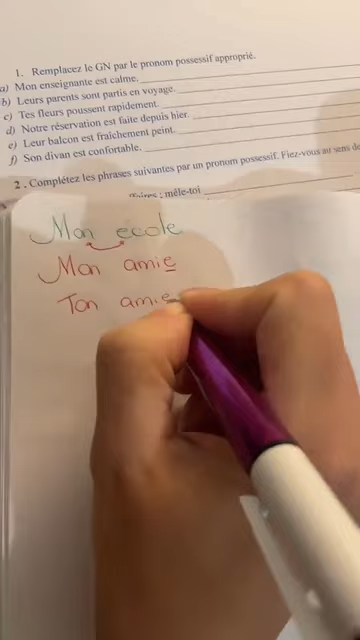 1. Remplacez le GN par le pronom possessif approprié.
a) Mon enseignante est calme.
b) Leurs parents sont partis en voyage.
c) Tes fleurs poussent rapidement.
d) Notre réservation est faite depuis hier.
e) Leur balcon est fraîchement peint.
f) Son divan est confortable.
2. Complétez les phrases suivantes par un pronom possessif. Fiez-vous au sens de
mêle-toi
Mon ecole
Mon amie
Ton amie